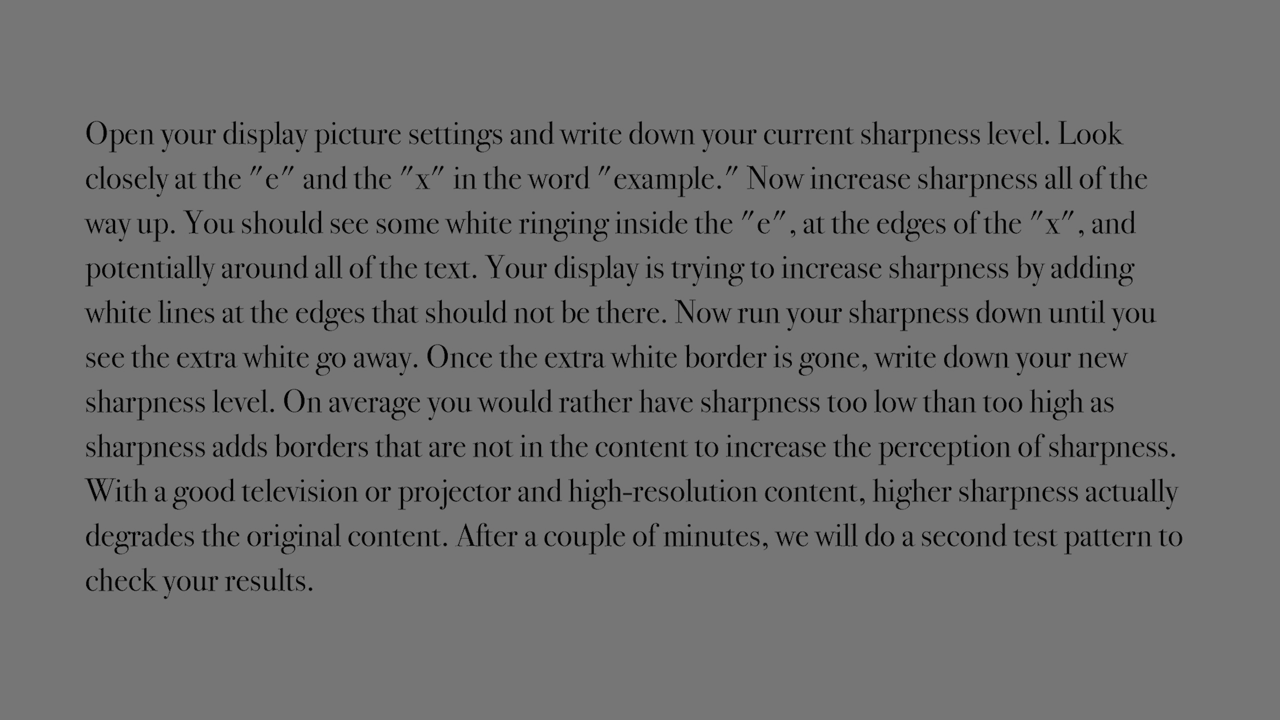 Open your display picture settings and write down your current sharpness level. Look
closely at the "e" and the "x" in the word "example." Now increase sharpness all of the
way up. You should see some white ringing inside the "e", at the edges of the "x", and
potentially around all of the text. Your display is trying to increase sharpness by adding
white lines at the edges that should not be there. Now run your sharpness down until you
see the extra white go away. Once the extra white border is gone, write down your new
sharpness level. On average you would rather have sharpness too low than too high as
sharpness adds borders that are not in the content to increase the perception of sharpness.
With a good television or projector and high-resolution content, higher sharpness actually
degrades the original content. After a couple of minutes, we will do a second test pattern to
check your results.